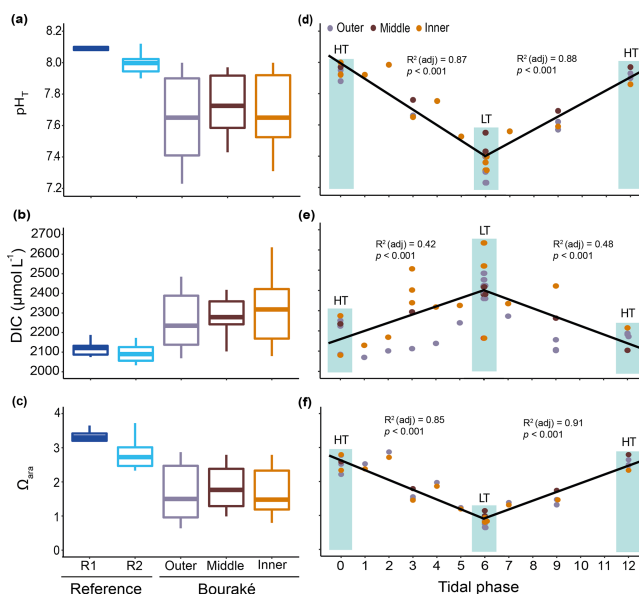 (a)
pHT
8.2
8.0
7.8
7.6
7.4
7.2
(b)
DIC (µmol L-1)
2700
2600
2500
2400
2300
2200
2100
2000
(c)
Ωara
4
3
2
1
0
R1 R2 Outer Middle Inner
Reference Bouraké
Outer Middle Inner
(d)
HT
R2 (adj) = 0.87
p < 0.001
LT
R2 (adj) = 0.88
p < 0.001
HT
(e)
HT
R2 (adj) = 0.42
p < 0.001
LT
R2 (adj) = 0.48
p < 0.001
HT
(f)
HT
R2 (adj) = 0.85
p < 0.001
LT
R2 (adj) = 0.91
p < 0.001
HT
0 1 2 3 4 5 6 7 8 9 10 11 12
Tidal phase